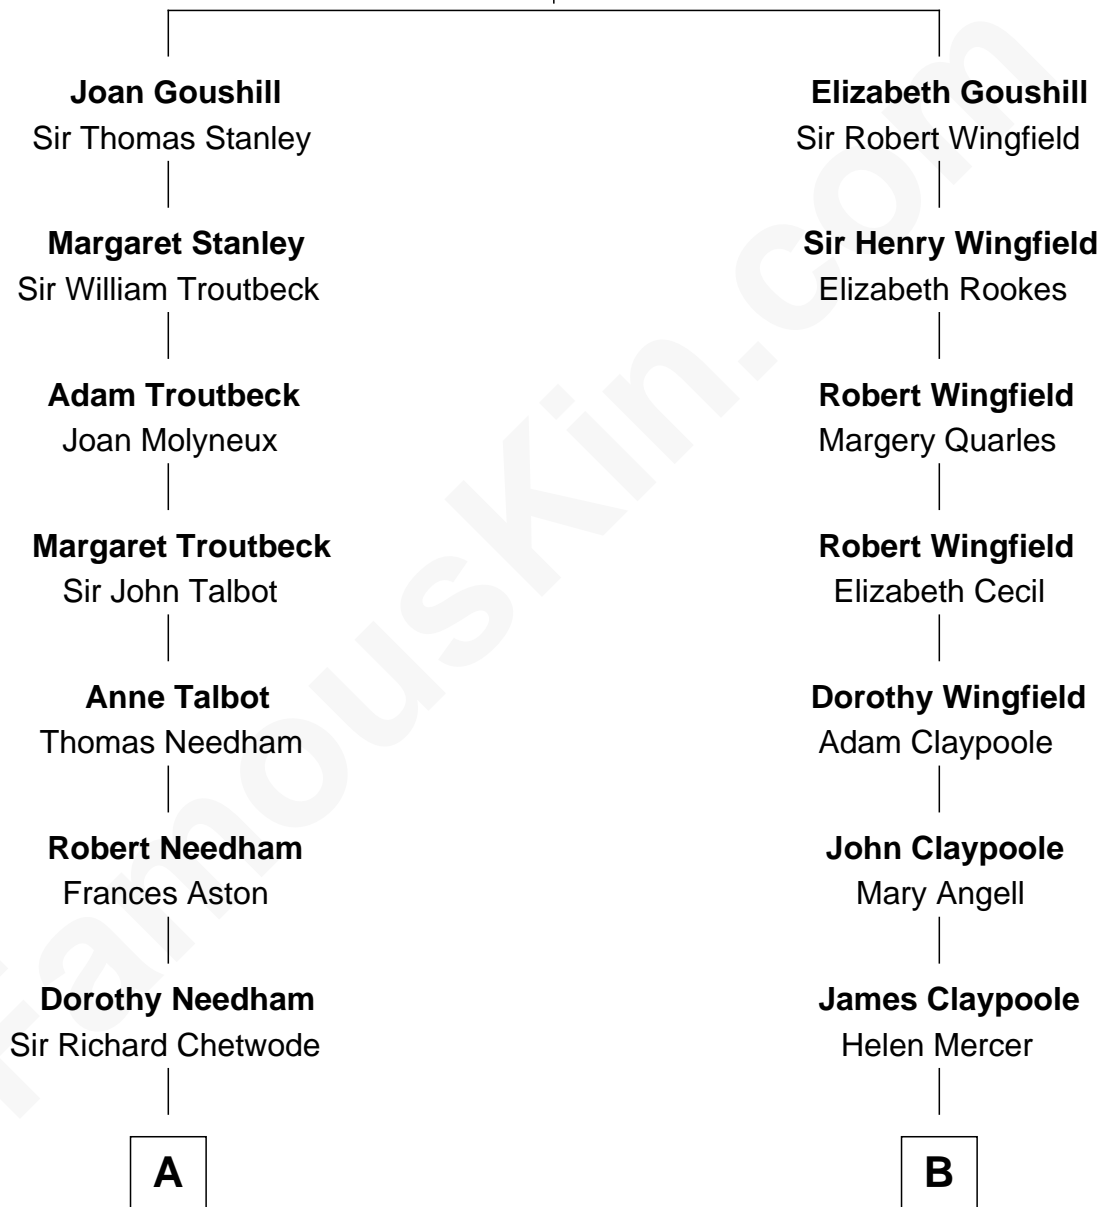 Joan Goushill
Sir Thomas Stanley
Margaret Stanley
Sir William Troutbeck
Adam Troutbeck
Joan Molyneux
Margaret Troutbeck
Sir John Talbot
Anne Talbot
Thomas Needham
Robert Needham
Frances Aston
Dorothy Needham
Sir Richard Chetwode
A
Elizabeth Goushill
Sir Robert Wingfield
Sir Henry Wingfield
Elizabeth Rookes
Robert Wingfield
Margery Quarles
Robert Wingfield
Elizabeth Cecil
Dorothy Wingfield
Adam Claypoole
John Claypoole
Mary Angell
James Claypoole
Helen Mercer
B
FamousKin.com